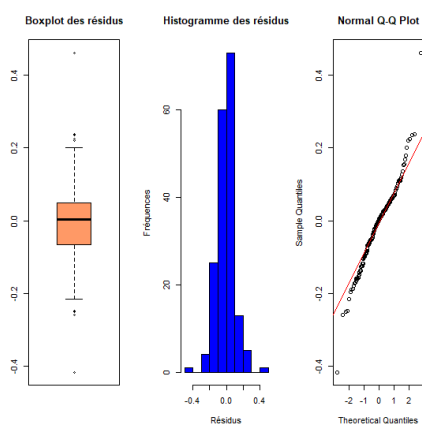 Boxplot des résidus
-0.4 -0.2 0.0 0.2 0.4
Histogramme des résidus
Fréquences
0 20 40 60
-0.4 0.0 0.4
Résidus
Normal Q-Q Plot
Sample Quantiles
-0.4 -0.2 0.0 0.2 0.4
-2 -1 0 1 2
Theoretical Quantiles